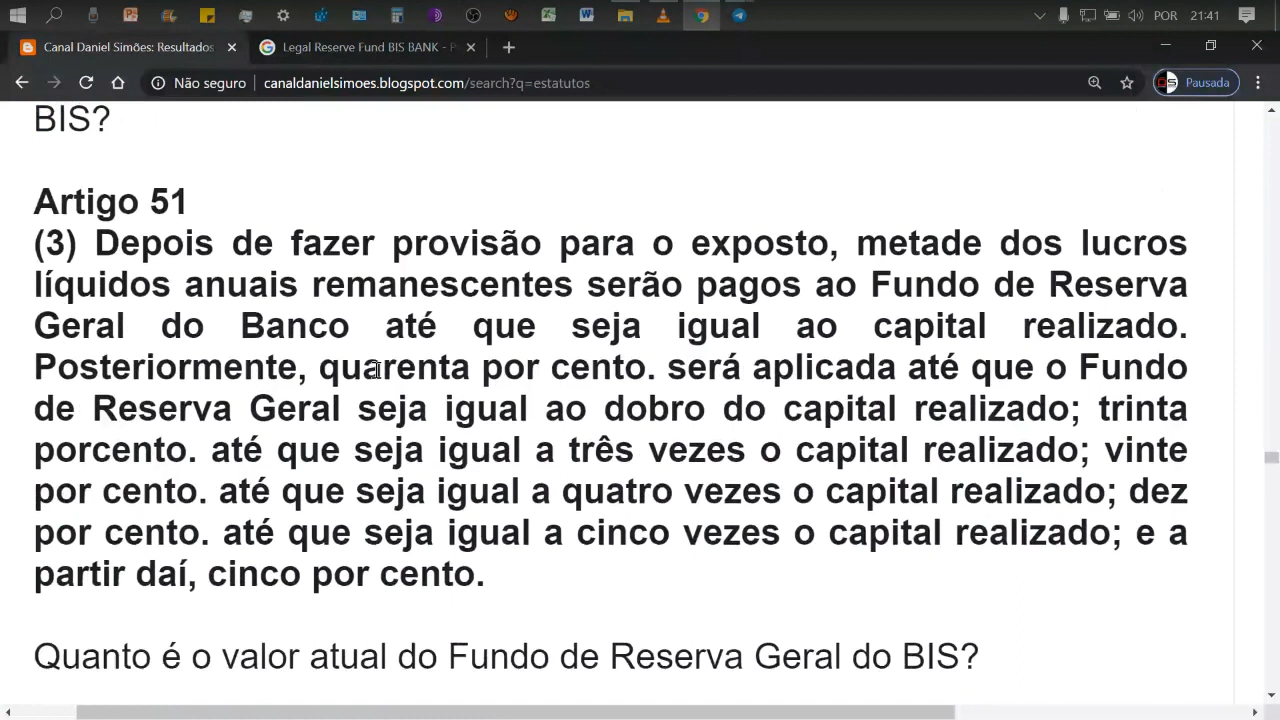 POR
21:41
Canal Daniel Simões: Resultados
Legal Reserve Fund BIS BANK - P
Não seguro
canaldanielsimoes.blogspot.com/search?q=estatutos
Pausada
BIS?
Artigo 51
(3) Depois de fazer provisão para o exposto, metade dos lucros
líquidos anuais remanescentes serão pagos ao Fundo de Reserva
Geral do Banco até que seja igual ao capital realizado.
Posteriormente, quarenta por cento. será aplicada até que o Fundo
de Reserva Geral seja igual ao dobro do capital realizado; trinta
porcento. até que seja igual a três vezes o capital realizado; vinte
por cento. até que seja igual a quatro vezes o capital realizado; dez
por cento. até que seja igual a cinco vezes o capital realizado; e a
partir daí, cinco por cento.
Quanto é o valor atual do Fundo de Reserva Geral do BIS?